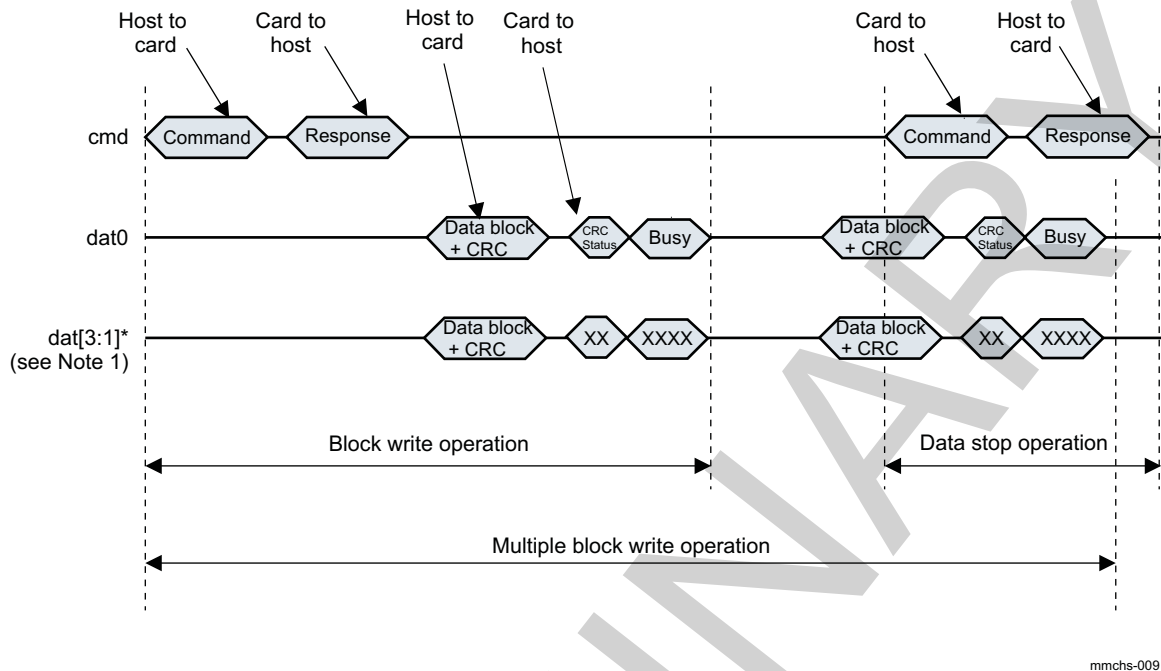 Host to
card
Card to
host
Host to
card
Card to
host
Card to
host
Host to
card
cmd
Command
Response
Command
Response
dat0
Data block
+ CRC
CRC
Status
Busy
Data block
+ CRC
CRC
Status
Busy
dat[3:1]*
(see Note 1)
Data block
+ CRC
XX
XXXX
Data block
+ CRC
XX
XXXX
Block write operation
Data stop operation
Multiple block write operation
mmchs-009
INARY